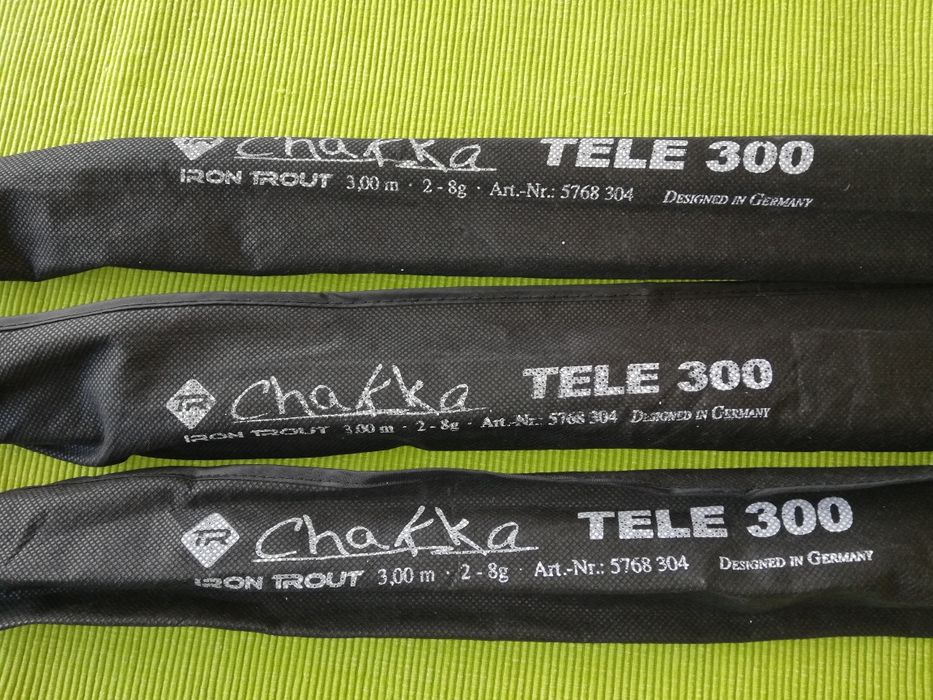 Chakka TELE 300
IRON TROUT 3,00 m · 2 - 8g · Art.-Nr.: 5768 304 DESIGNED IN GERMANY
Chakka TELE 300
IRON TROUT 3,00 m · 2 - 8g · Art.-Nr.: 5768 304 DESIGNED IN GERMANY
TR Chakka TELE 300
IRON TROUT 3,00 m · 2 - 8g · Art.-Nr.: 5768 304 DESIGNED IN GERMANY